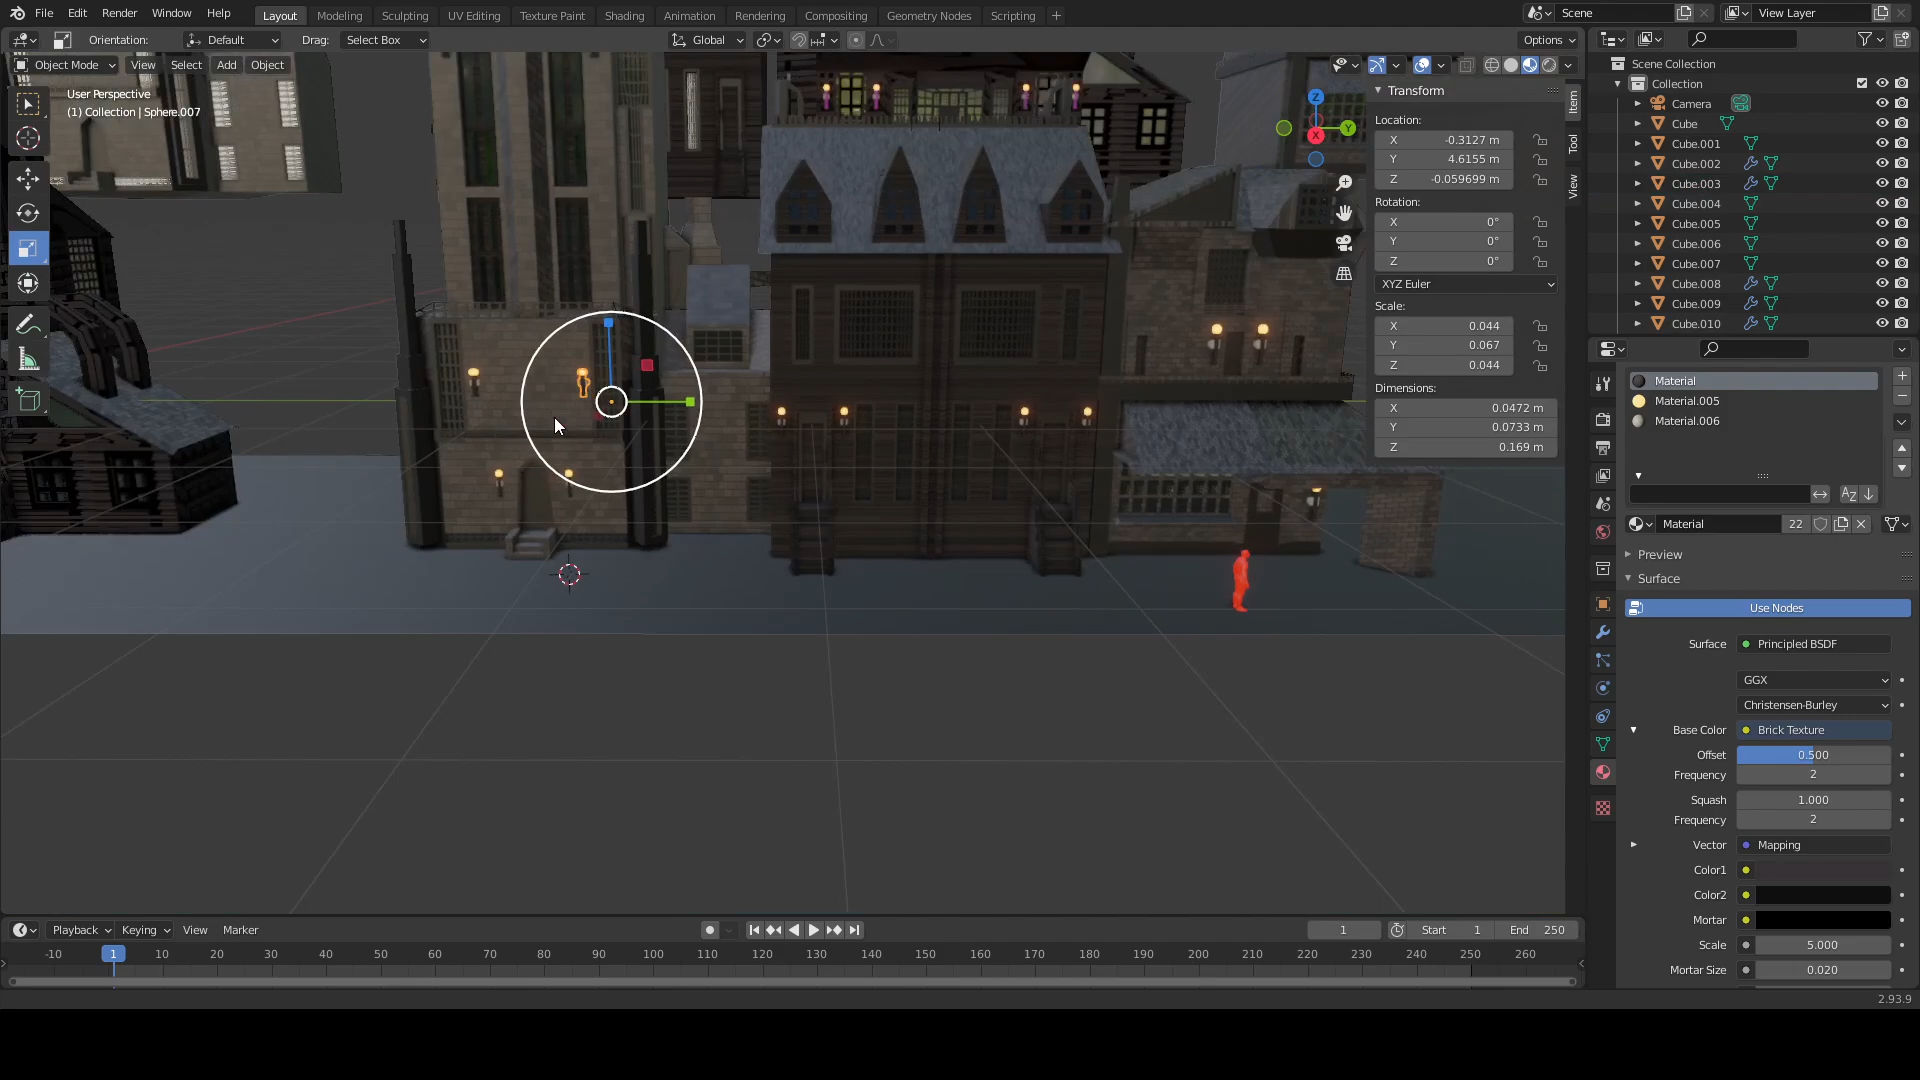 File Edit Render Window Help Layout Modeling Sculpting UV Editing Texture Paint Shading Animation Rendering Compositing Geometry Nodes Scripting + Scene View Layer
Orientation: Default Drag: Select Box Global Options
Object Mode View Select Add Object
User Perspective
(1) Collection | Sphere.007
Z
Y
X
Transform
Location:
X -0.3127 m
Y 4.6155 m
Z -0.059699 m
Rotation:
X 0°
Y 0°
Z 0°
XYZ Euler
Scale:
X 0.044
Y 0.067
Z 0.044
Dimensions:
X 0.0472 m
Y 0.0733 m
Z 0.169 m
Item
Tool
View
Scene Collection
Collection
Camera
Cube
Cube.001
Cube.002
Cube.003
Cube.004
Cube.005
Cube.006
Cube.007
Cube.008
Cube.009
Cube.010
Material
Material.005
Material.006
Material 22
Preview
Surface
Use Nodes
Surface Principled BSDF
GGX
Christensen-Burley
Base Color Brick Texture
Offset 0.500
Frequency 2
Squash 1.000
Frequency 2
Vector Mapping
Color1
Color2
Mortar
Scale 5.000
Mortar Size 0.020
Playback Keying View Marker 1 Start 1 End 250
-10 1 10 20 30 40 50 60 70 80 90 100 110 120 130 140 150 160 170 180 190 200 210 220 230 240 250 260
2.93.9